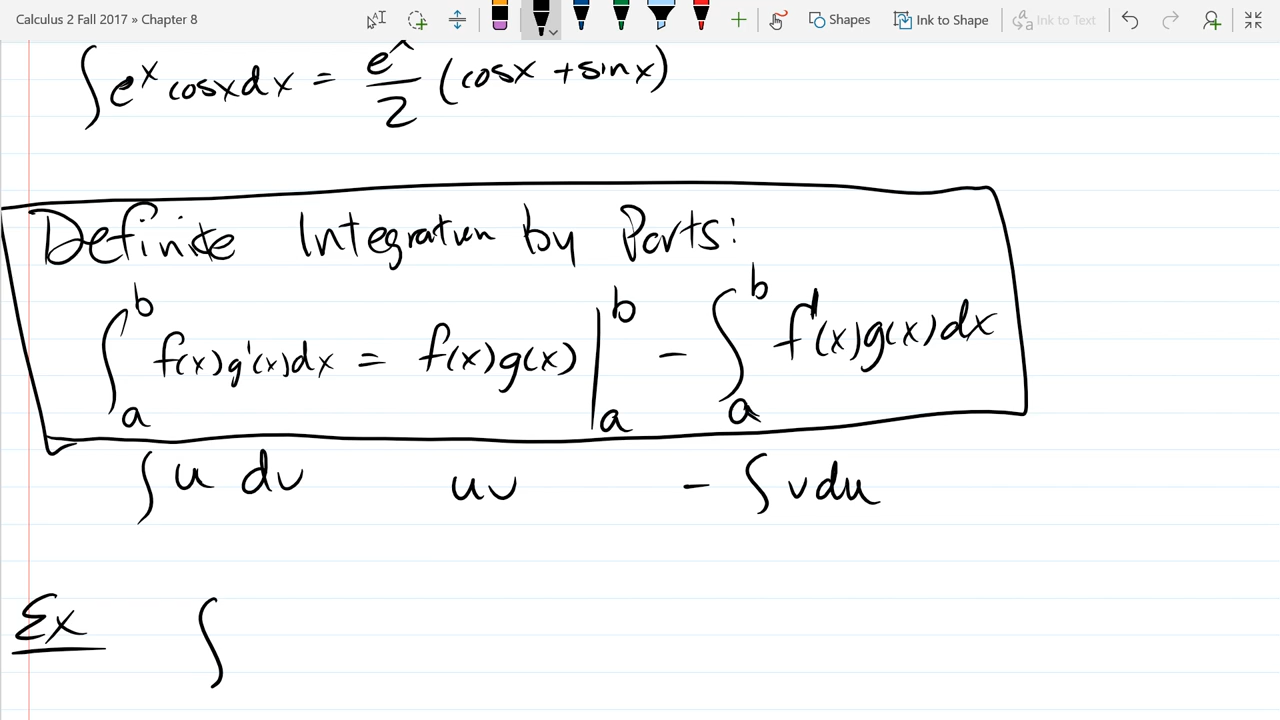 Calculus 2 Fall 2017 » Chapter 8
Shapes Ink to Shape Ink to Text
∫ e^x cosx dx = e^x/2 (cosx + sinx)
Definite Integration by Parts:
∫_a^b f(x)g'(x)dx = f(x)g(x) |_a^b - ∫_a^b f'(x)g(x)dx
∫ u dv uv - ∫ v du
Ex ∫